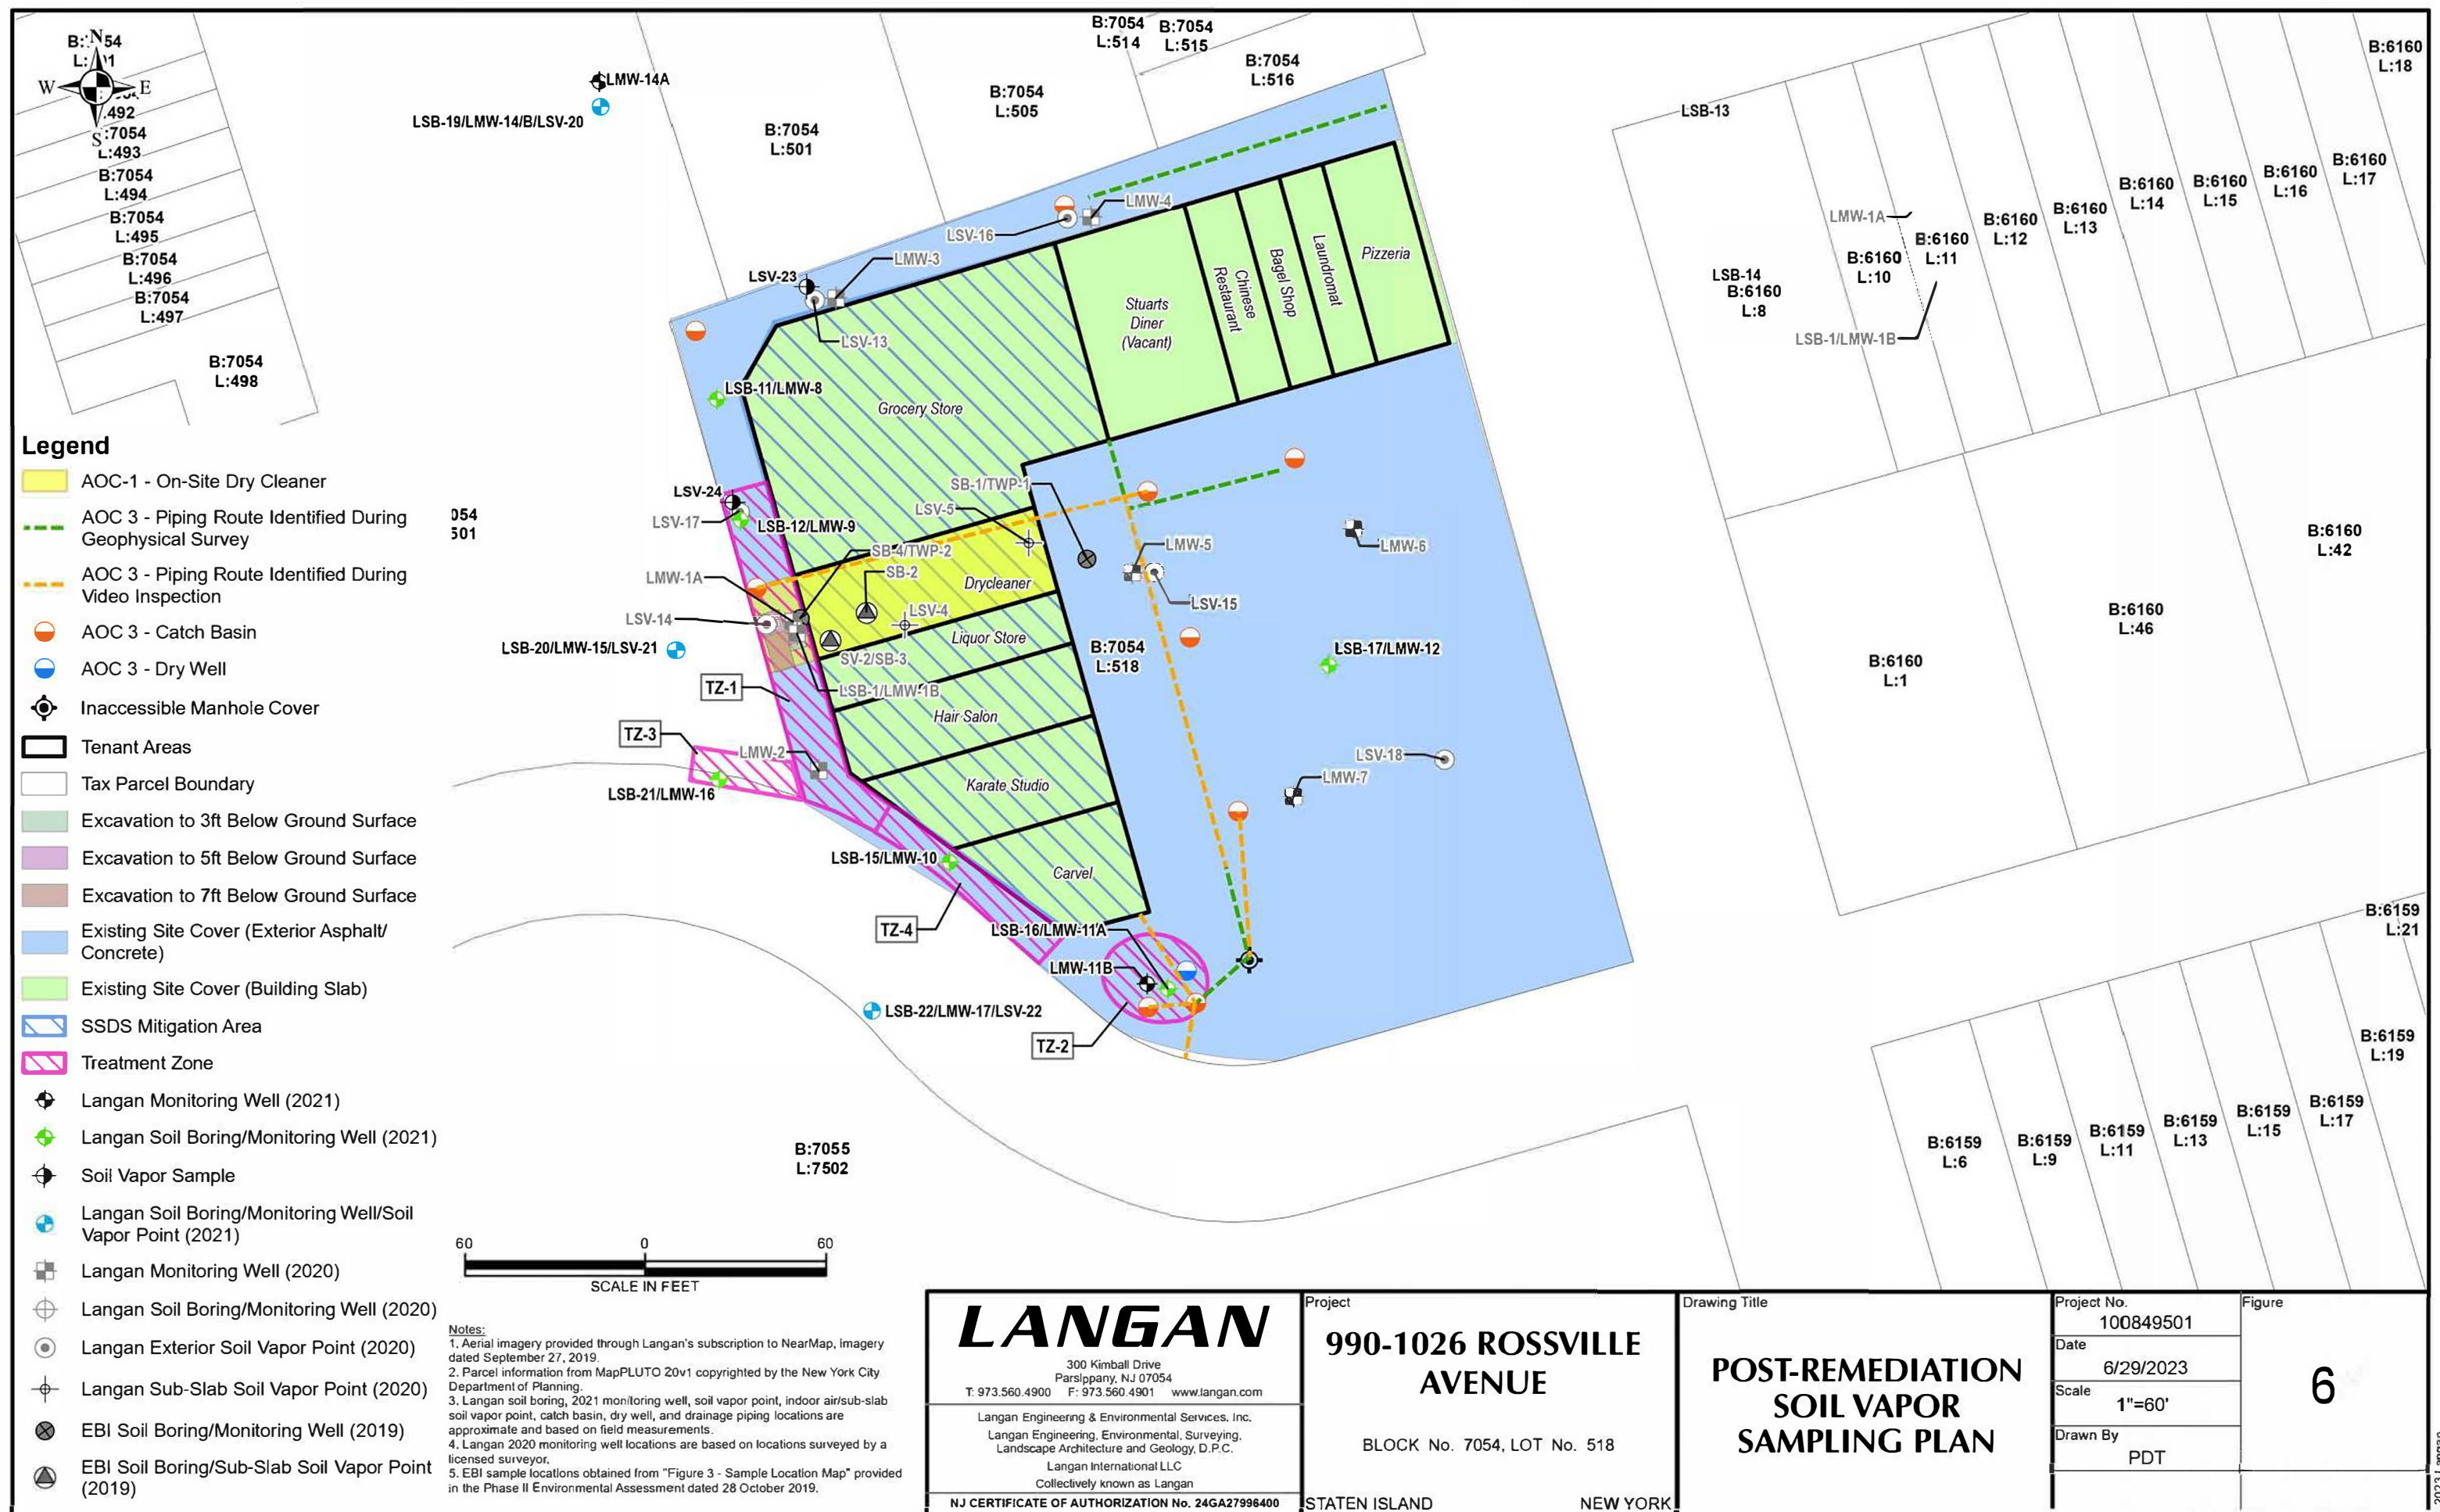 N
W
E
S
B:7054
L:514
B:7054
L:515
B:7054
L:516
B:6160
L:18
LMW-14A
LSB-19/LMW-14/B/LSV-20
B:7054
L:501
B:7054
L:505
.492
:7054
L:493
B:7054
L:494
B:7054
L:495
B:7054
L:496
B:7054
L:497
B:7054
L:498
LSB-13
LMW-1A
LSB-14
B:6160
L:8
B:6160
L:10
B:6160
L:11
B:6160
L:12
B:6160
L:13
B:6160
L:14
B:6160
L:15
B:6160
L:16
B:6160
L:17
LSB-1/LMW-1B
LMW-4
LSV-16
LMW-3
LSV-23
LSV-13
LSB-11/LMW-8
Grocery Store
Stuarts
Diner
(Vacant)
Chinese
Restaurant
Bagel Shop
Laundromat
Pizzeria
LSV-24
LSV-17
LSB-12/LMW-9
054
501
SB-1/TWP-1
LSV-5
SB-4/TWP-2
SB-2
LMW-1A
LSV-14
LSV-4
Drycleaner
LSB-20/LMW-15/LSV-21
SV-2/SB-3
LSB-1/LMW-1B
Liquor Store
Hair Salon
Karate Studio
Carvel
LMW-5
LSV-15
LMW-6
B:7054
L:518
LSB-17/LMW-12
LSV-18
LMW-7
TZ-1
TZ-3
LMW-2
LSB-21/LMW-16
LSB-15/LMW-10
TZ-4
LSB-16/LMW-11A
LMW-11B
LSB-22/LMW-17/LSV-22
TZ-2
B:6160
L:42
B:6160
L:46
B:6160
L:1
B:6159
L:21
B:6159
L:19
B:6159
L:17
B:6159
L:15
B:6159
L:13
B:6159
L:11
B:6159
L:9
B:6159
L:6
B:7055
L:7502
Legend
AOC-1 - On-Site Dry Cleaner
AOC 3 - Piping Route Identified During
Geophysical Survey
AOC 3 - Piping Route Identified During
Video Inspection
AOC 3 - Catch Basin
AOC 3 - Dry Well
Inaccessible Manhole Cover
Tenant Areas
Tax Parcel Boundary
Excavation to 3ft Below Ground Surface
Excavation to 5ft Below Ground Surface
Excavation to 7ft Below Ground Surface
Existing Site Cover (Exterior Asphalt/
Concrete)
Existing Site Cover (Building Slab)
SSDS Mitigation Area
Treatment Zone
Langan Monitoring Well (2021)
Langan Soil Boring/Monitoring Well (2021)
Soil Vapor Sample
Langan Soil Boring/Monitoring Well/Soil
Vapor Point (2021)
Langan Monitoring Well (2020)
Langan Soil Boring/Monitoring Well (2020)
Langan Exterior Soil Vapor Point (2020)
Langan Sub-Slab Soil Vapor Point (2020)
EBI Soil Boring/Monitoring Well (2019)
EBI Soil Boring/Sub-Slab Soil Vapor Point
(2019)
60 0 60
SCALE IN FEET
Notes:
1. Aerial imagery provided through Langan's subscription to NearMap, Imagery
dated September 27, 2019.
2. Parcel information from MapPLUTO 20v1 copyrighted by the New York City
Department of Planning.
3. Langan soil boring, 2021 monitoring well, soil vapor point, indoor air/sub-slab
soil vapor point, catch basin, dry well, and drainage piping locations are
approximate and based on field measurements.
4. Langan 2020 monitoring well locations are based on locations surveyed by a
licensed surveyor.
5. EBI sample locations obtained from "Figure 3 - Sample Location Map" provided
in the Phase II Environmental Assessment dated 28 October 2019.
LANGAN
300 Kimball Drive
Parsippany, NJ 07054
T: 973.560.4900 F: 973.560.4901 www.langan.com
Langan Engineering & Environmental Services, Inc.
Langan Engineering, Environmental, Surveying,
Landscape Architecture and Geology, D.P.C.
Langan International LLC
Collectively known as Langan
NJ CERTIFICATE OF AUTHORIZATION No. 24GA27996400
Project
990-1026 ROSSVILLE
AVENUE
BLOCK No. 7054, LOT No. 518
STATEN ISLAND NEW YORK
Drawing Title
POST-REMEDIATION
SOIL VAPOR
SAMPLING PLAN
Project No.
100849501
Date
6/29/2023
Scale
1"=60'
Drawn By
PDT
Figure
6